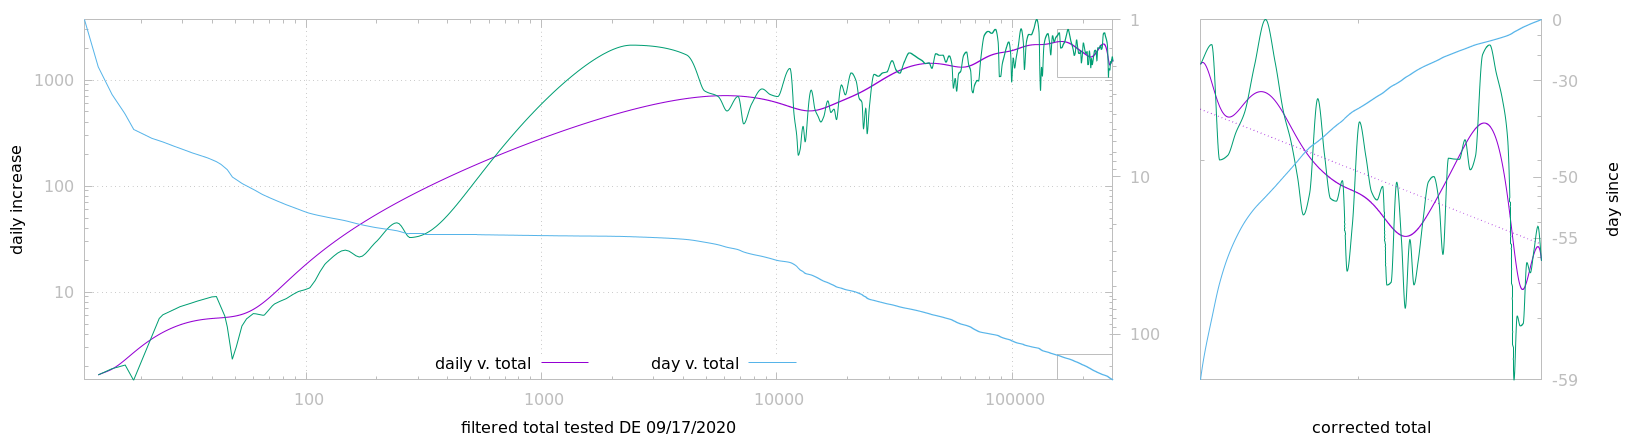 1000
100
10
daily increase
1
10
100
daily v. total
day v. total
100
1000
10000
100000
filtered total tested DE 09/17/2020
0
-30
-50
-55
-59
day since
corrected total